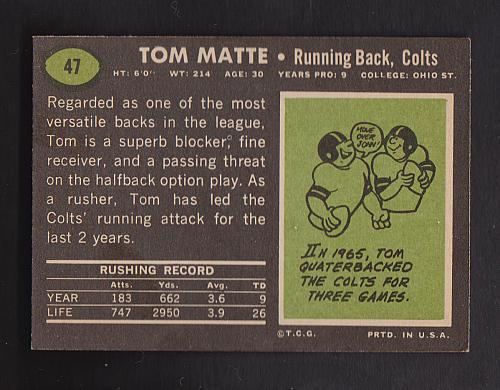 47
TOM MATTE • Running Back, Colts
HT: 6'0" WT: 214 AGE: 30 YEARS PRO: 9 COLLEGE: OHIO ST.
Regarded as one of the most
versatile backs in the league,
Tom is a superb blocker, fine
receiver, and a passing threat
on the halfback option play. As
a rusher, Tom has led the
Colts' running attack for the
last 2 years.
MOVE
OVER
JOHN!
IN 1965, TOM
QUATERBACKED
THE COLTS FOR
THREE GAMES.
RUSHING RECORD
Atts. Yds. Avg. TD
YEAR 183 662 3.6 9
LIFE 747 2950 3.9 26
©T.C.G. PRTD. IN U.S.A.